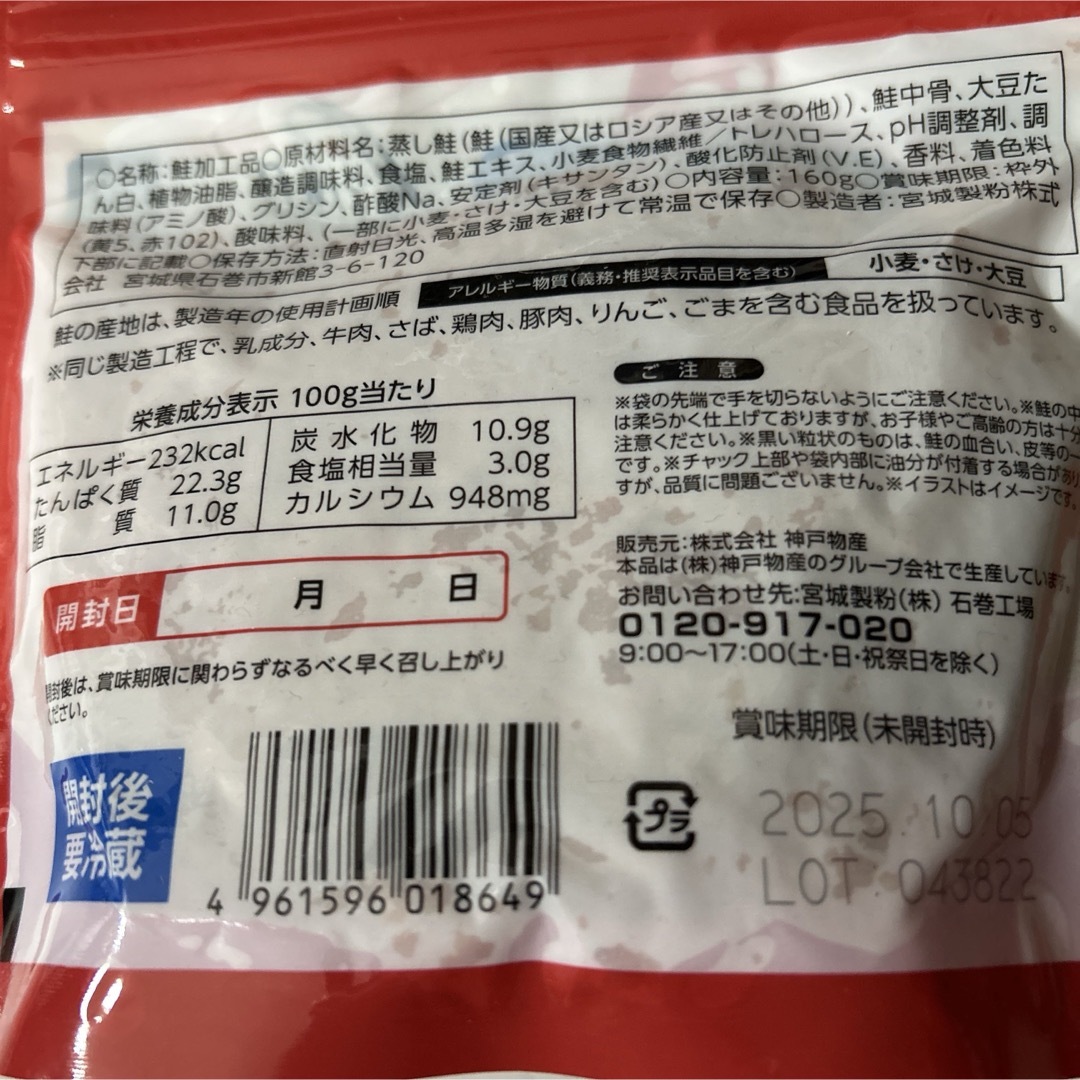 ○名称:鮭加工品○原材料名:蒸し鮭(鮭(国産又はロシア産又はその他))、鮭中骨、大豆た
ん白、植物油脂、醸造調味料、食塩、鮭エキス、小麦食物繊維/トレハロース、pH調整剤、調
味料(アミノ酸)、グリシン、酢酸Na、安定剤(キサンタン)、酸化防止剤(V.E)、香料、着色料
(黄5、赤102)、酸味料、(一部に小麦・さけ・大豆を含む)○内容量:160g○賞味期限:枠外
下部に記載○保存方法:直射日光、高温多湿を避けて常温で保存○製造者:宮城製粉株式
会社 宮城県石巻市新館3-6-120
アレルギー物質(義務・推奨表示品目を含む) 小麦・さけ・大豆
鮭の産地は、製造年の使用計画順
※同じ製造工程で、乳成分、牛肉、さば、鶏肉、豚肉、りんご、ごまを含む食品を扱っています。
栄養成分表示 100g当たり
エネルギー232kcal
たんぱく質 22.3g
脂質 11.0g
炭水化物 10.9g
食塩相当量 3.0g
カルシウム 948mg
ご注意
※袋の先端で手を切らないようにご注意ください。※鮭の中
は柔らかく仕上げておりますが、お子様やご高齢の方は十分
注意ください。※黒い粒状のものは、鮭の血合い、皮等の一
です。※チャック上部や袋内部に油分が付着する場合があり
すが、品質に問題ございません。※イラストはイメージです。
販売元:株式会社 神戸物産
本品は(株)神戸物産のグループ会社で生産しています。
お問い合わせ先:宮城製粉(株) 石巻工場
0120-917-020
9:00～17:00(土・日・祝祭日を除く)
開封日 月 日
開封後は、賞味期限に関わらずなるべく早く召し上がり
ください。
開封後
要冷蔵
4 961596 018649
プラ
賞味期限(未開封時)
2025.10.05
LOT.043822